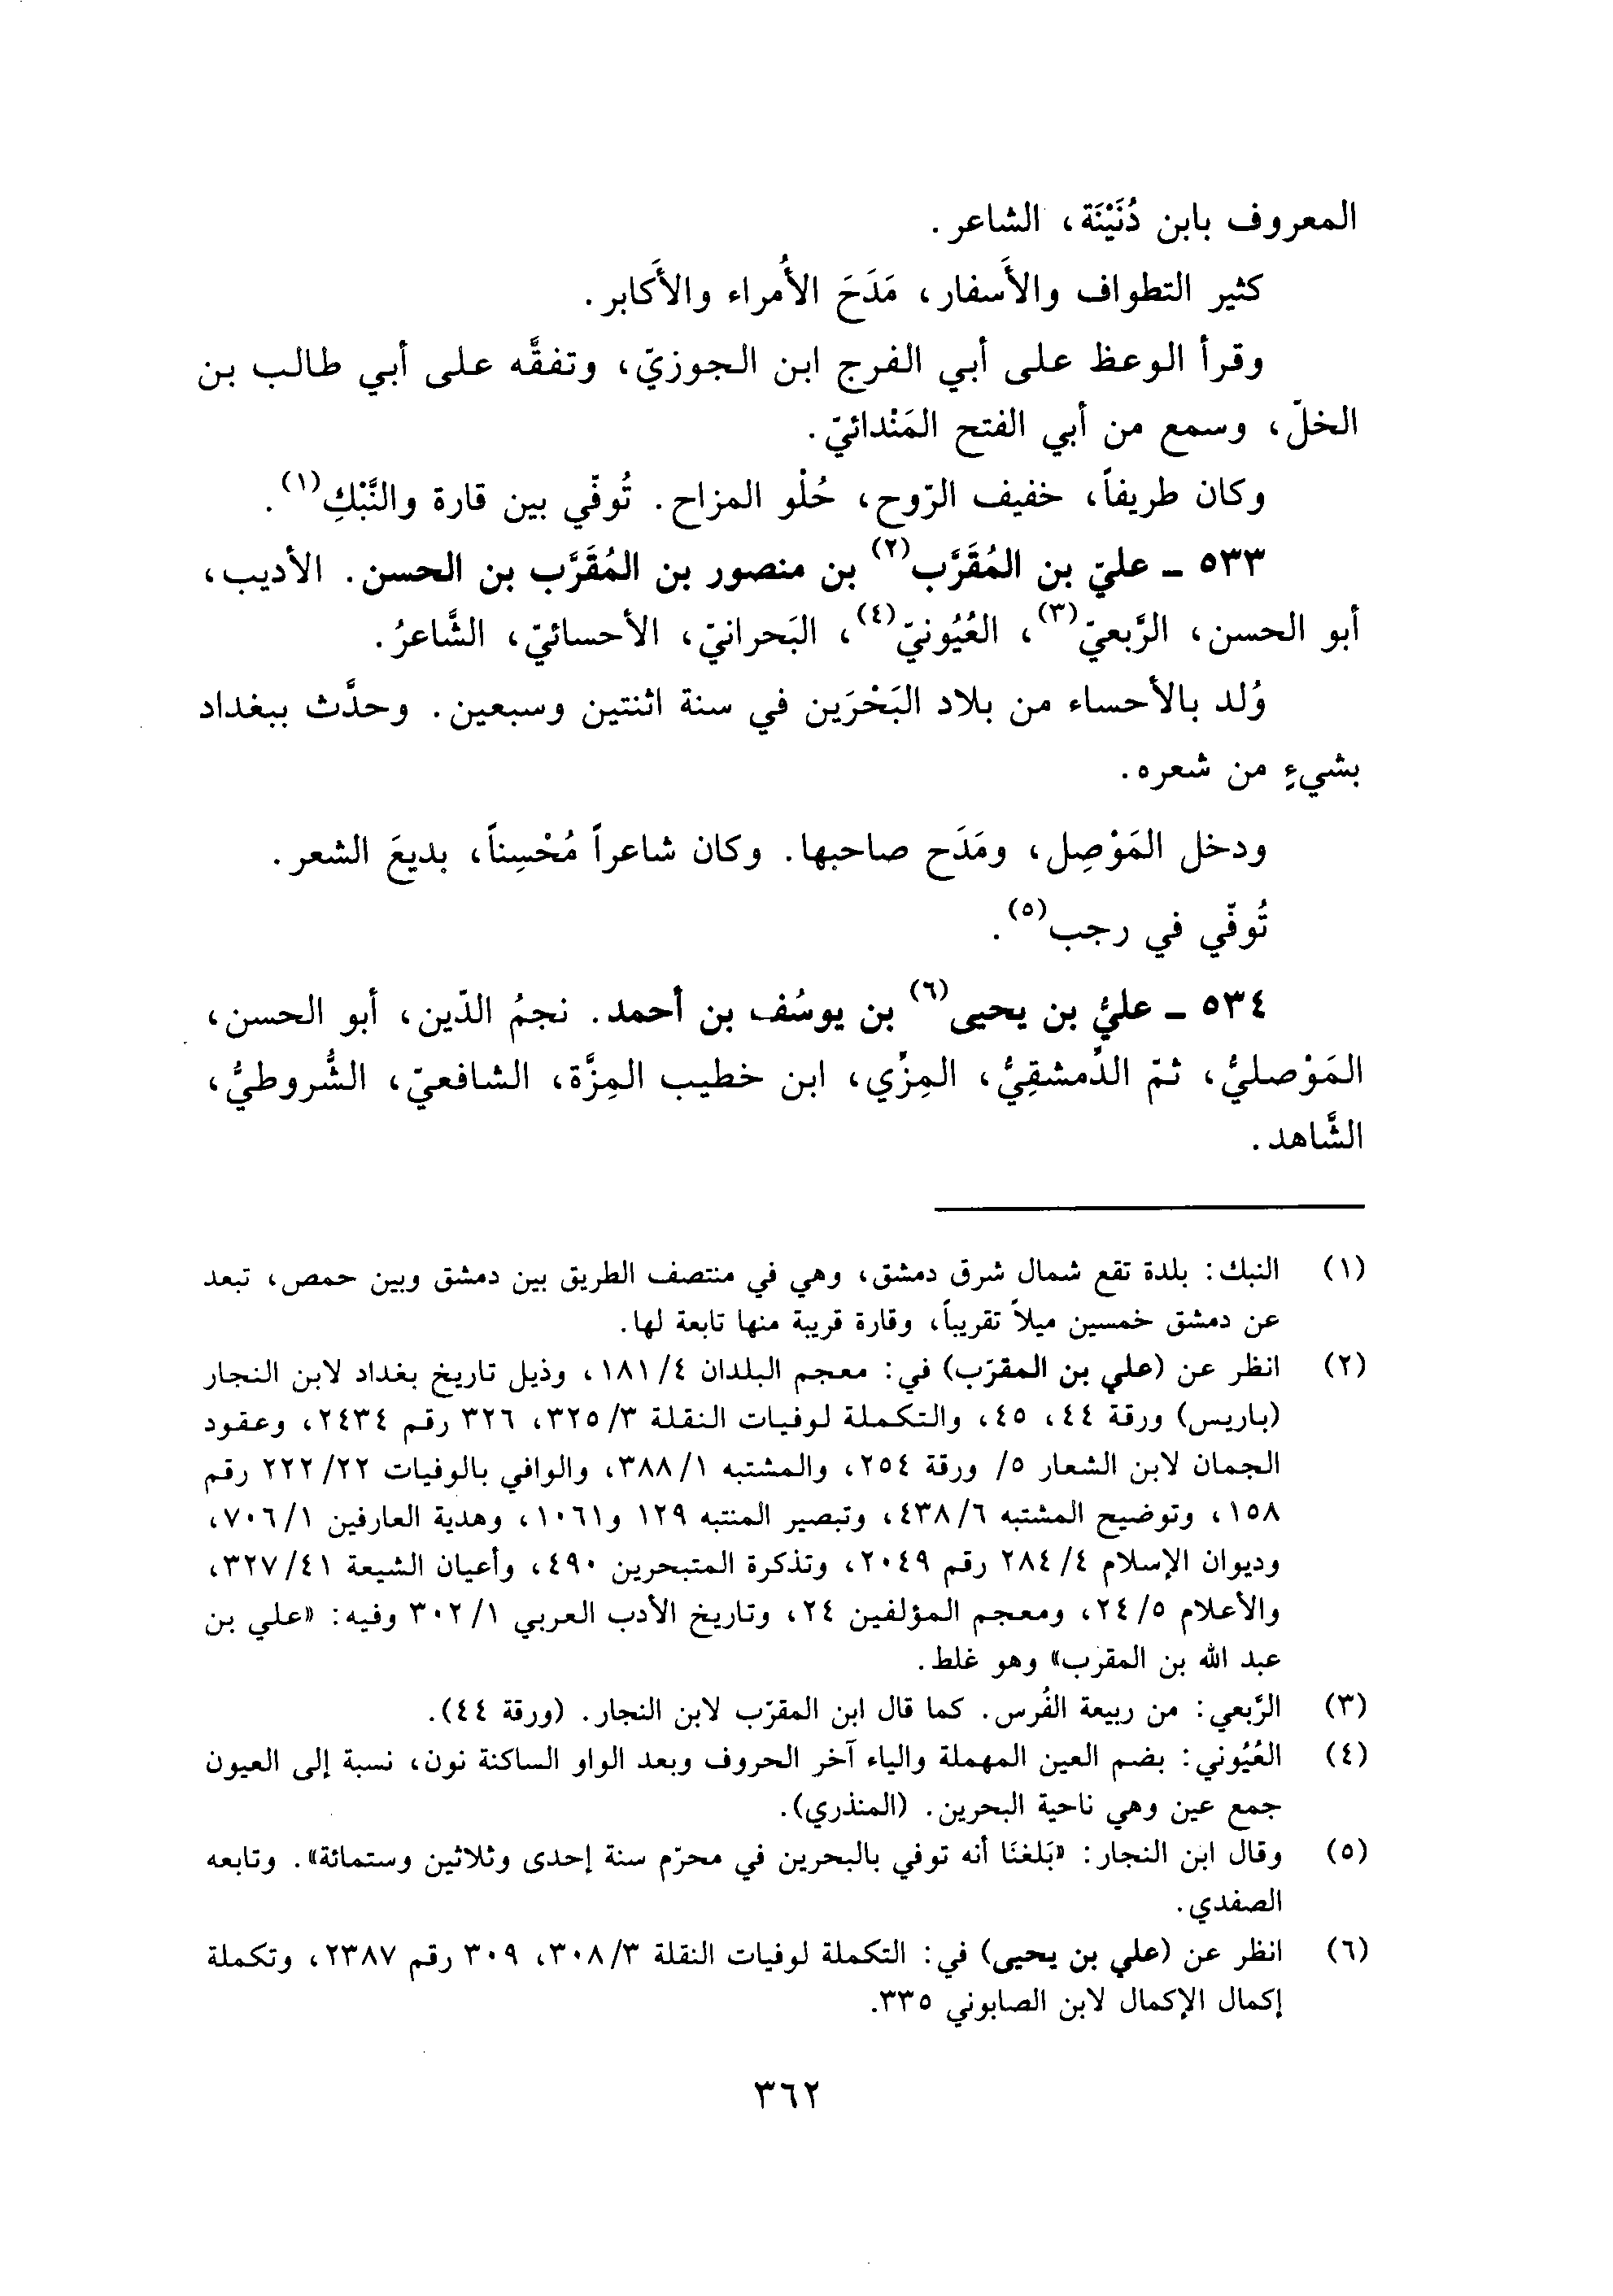 المعروف بابن دُنَيْنَة، الشاعر.
كثير التطواف والأَسفار، مَدَحَ الأُمراء والأَكابر.
وقرأ الوعظ على أبي الفرج ابن الجوزيّ، وتفقَّه على أبي طالب بن
الخلّ، وسمع من أبي الفتح المَنْدائيّ.
وكان طريفاً، خفيف الرّوح، حُلْو المزاح. تُوفّي بين قارة والنَّبْكِ(١).
٥٣٣ ـ عليّ بن المُقَرَّب(٢) بن منصور بن المُقَرَّب بن الحسن. الأديب،
أبو الحسن، الرَّبعيّ(٣)، العُيُونيّ(٤)، البَحرانيّ، الأحسائيّ، الشَّاعرُ.
وُلد بالأحساء من بلاد البَحْرَين في سنة اثنتين وسبعين. وحدَّث ببغداد
بشيءٍ من شعره.
ودخل المَوْصِل، ومَدَح صاحبها. وكان شاعراً مُحْسِناً، بديعَ الشعر.
تُوفّي في رجب(٥).
٥٣٤ ـ عليُّ بن يحيى(٦) بن يوسُف بن أحمد. نجمُ الدّين، أبو الحسن،
المَوْصليُّ، ثمّ الدِّمشقِيُّ، المِزِّي، ابن خطيب المِزَّة، الشافعيّ، الشُّروطيُّ،
الشَّاهد.
(١) النبك: بلدة تقع شمال شرق دمشق، وهي في منتصف الطريق بين دمشق وبين حمص، تبعد
عن دمشق خمسين ميلاً تقريباً، وقارة قريبة منها تابعة لها.
(٢) انظر عن (علي بن المقرّب) في: معجم البلدان ٤/ ١٨١، وذيل تاريخ بغداد لابن النجار
(باريس) ورقة ٤٤، ٤٥، والتكملة لوفيات النقلة ٣/ ٣٢٥، ٣٢٦ رقم ٢٤٣٤، وعقود
الجمان لابن الشعار ٥/ ورقة ٢٥٤، والمشتبه ١/ ٣٨٨، والوافي بالوفيات ٢٢/ ٢٢٢ رقم
١٥٨، وتوضيح المشتبه ٦/ ٤٣٨، وتبصير المنتبه ١٢٩ و١٠٦١، وهدية العارفين ١/ ٧٠٦،
وديوان الإسلام ٤/ ٢٨٤ رقم ٢٠٤٩، وتذكرة المتبحرين ٤٩٠، وأعيان الشيعة ٤١/ ٣٢٧،
والأعلام ٥/ ٢٤، ومعجم المؤلفين ٢٤، وتاريخ الأدب العربي ١/ ٣٠٢ وفيه: «علي بن
عبد الله بن المقرب» وهو غلط.
(٣) الرَّبعي: من ربيعة الفُرس. كما قال ابن المقرّب لابن النجار. (ورقة ٤٤).
(٤) العُيُوني: بضم العين المهملة والياء آخر الحروف وبعد الواو الساكنة نون، نسبة إلى العيون
جمع عين وهي ناحية البحرين. (المنذري).
(٥) وقال ابن النجار: «بَلغنَا أنه توفي بالبحرين في محرّم سنة إحدى وثلاثين وستمائة». وتابعه
الصفدي.
(٦) انظر عن (علي بن يحيى) في: التكملة لوفيات النقلة ٣/ ٣٠٨، ٣٠٩ رقم ٢٣٨٧، وتكملة
إكمال الإكمال لابن الصابوني ٣٣٥.
٣٦٢